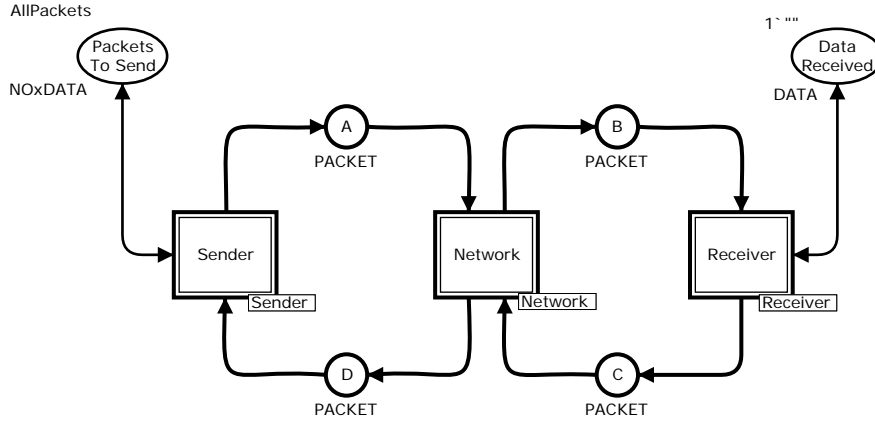 AllPackets
1`""
Packets
To Send
Data
Received
NOxDATA
DATA
A
B
PACKET
PACKET
Sender
Network
Receiver
Sender
Network
Receiver
D
C
PACKET
PACKET